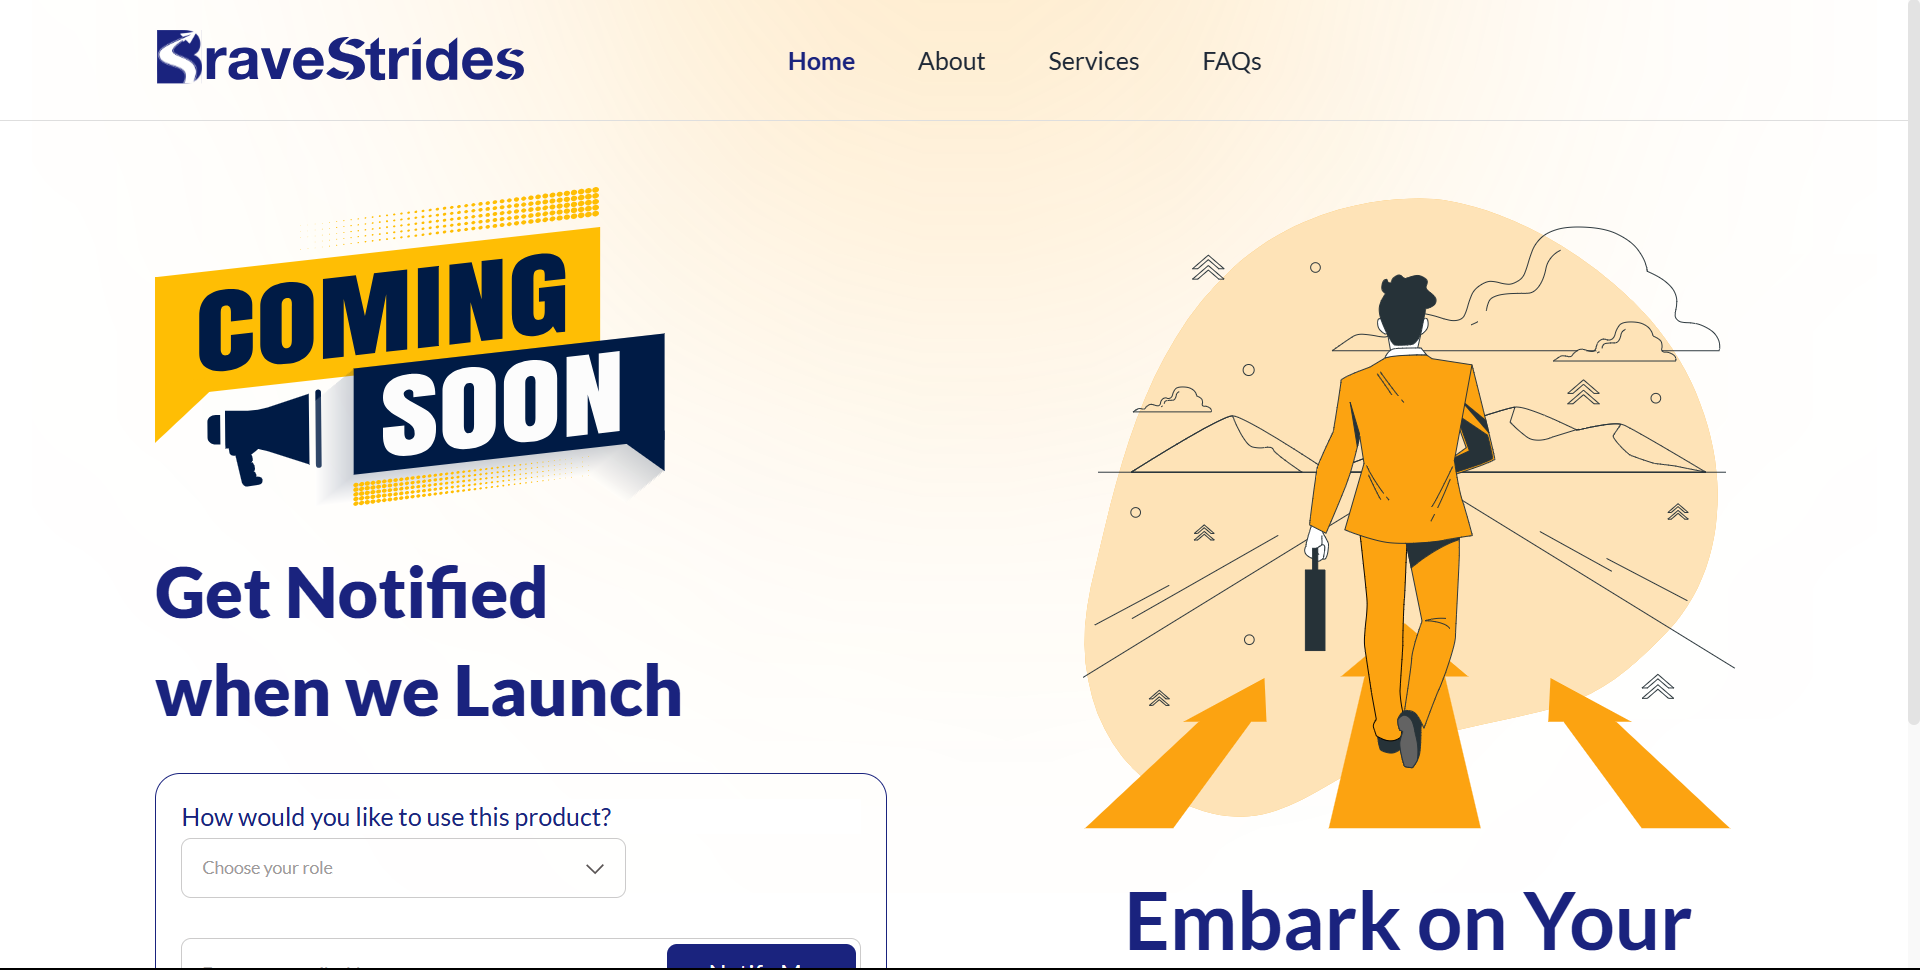 BraveStrides
Home About Services FAQs
COMING
SOON
Get Notified
when we Launch
How would you like to use this product?
Choose your role
Embark on Your